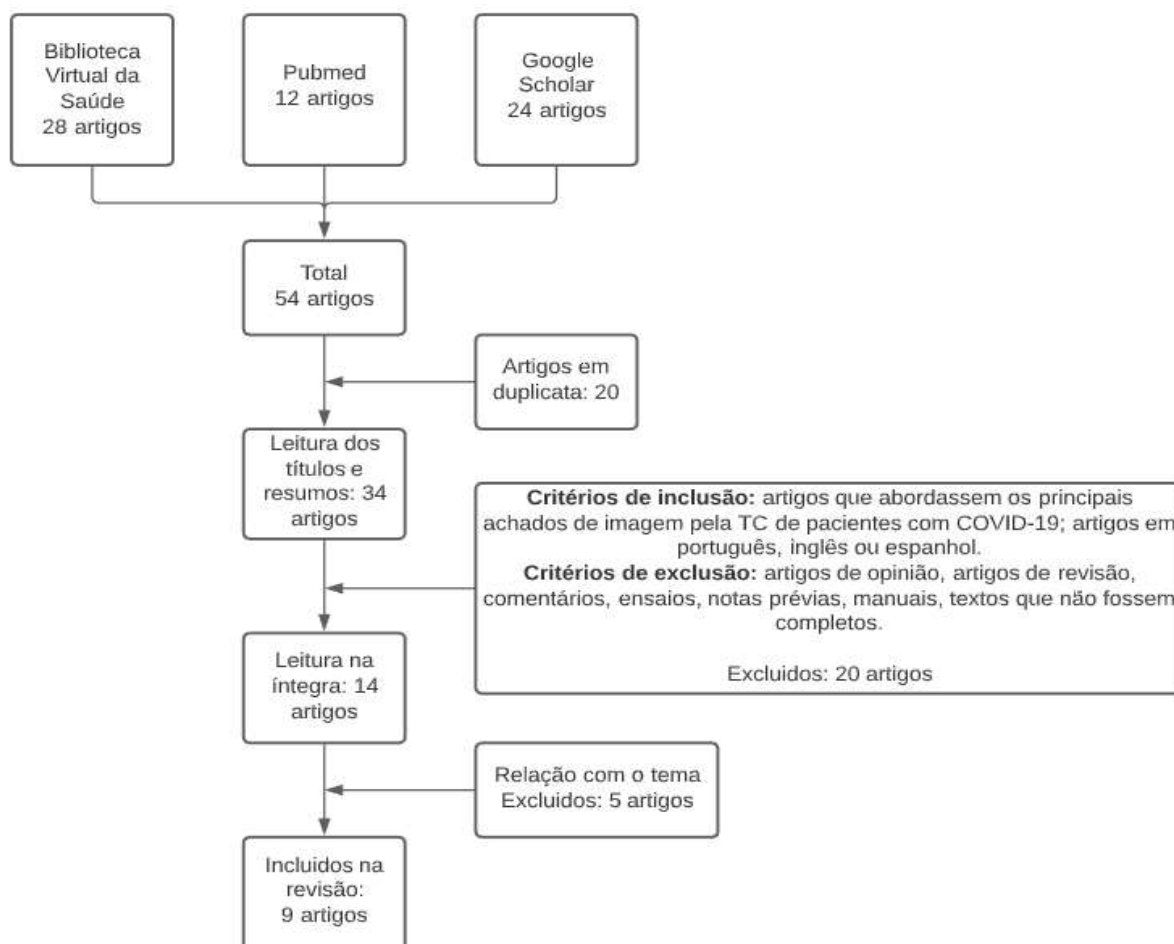 Biblioteca
Virtual da
Saúde
28 artigos
Pubmed
12 artigos
Google
Scholar
24 artigos
Total
54 artigos
Artigos em
duplicata: 20
Leitura dos
títulos e
resumos: 34
artigos
Critérios de inclusão: artigos que abordassem os principais
achados de imagem pela TC de pacientes com COVID-19; artigos em
português, inglês ou espanhol.
Critérios de exclusão: artigos de opinião, artigos de revisão,
comentários, ensaios, notas prévias, manuais, textos que não fossem
completos.
Excluidos: 20 artigos
Leitura na
íntegra: 14
artigos
Relação com o tema
Excluidos: 5 artigos
Incluidos na
revisão:
9 artigos